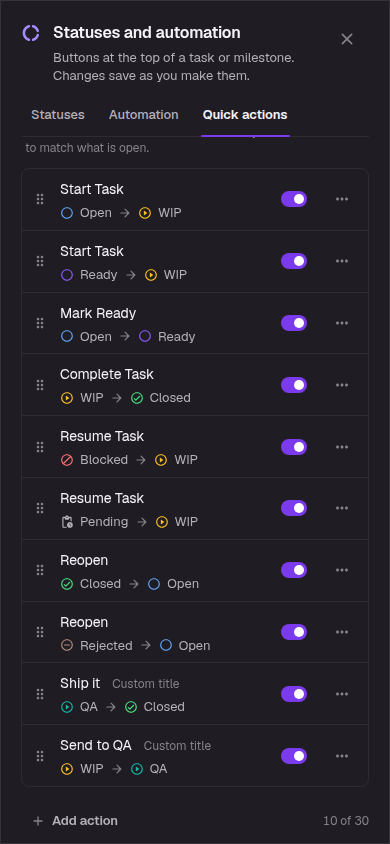 Statuses and automation
Buttons at the top of a task or milestone.
Changes save as you make them.
Statuses Automation Quick actions
to match what is open.
Start Task
Open → WIP
Start Task
Ready → WIP
Mark Ready
Open → Ready
Complete Task
WIP → Closed
Resume Task
Blocked → WIP
Resume Task
Pending → WIP
Reopen
Closed → Open
Reopen
Rejected → Open
Ship it Custom title
QA → Closed
Send to QA Custom title
WIP → QA
+ Add action 10 of 30